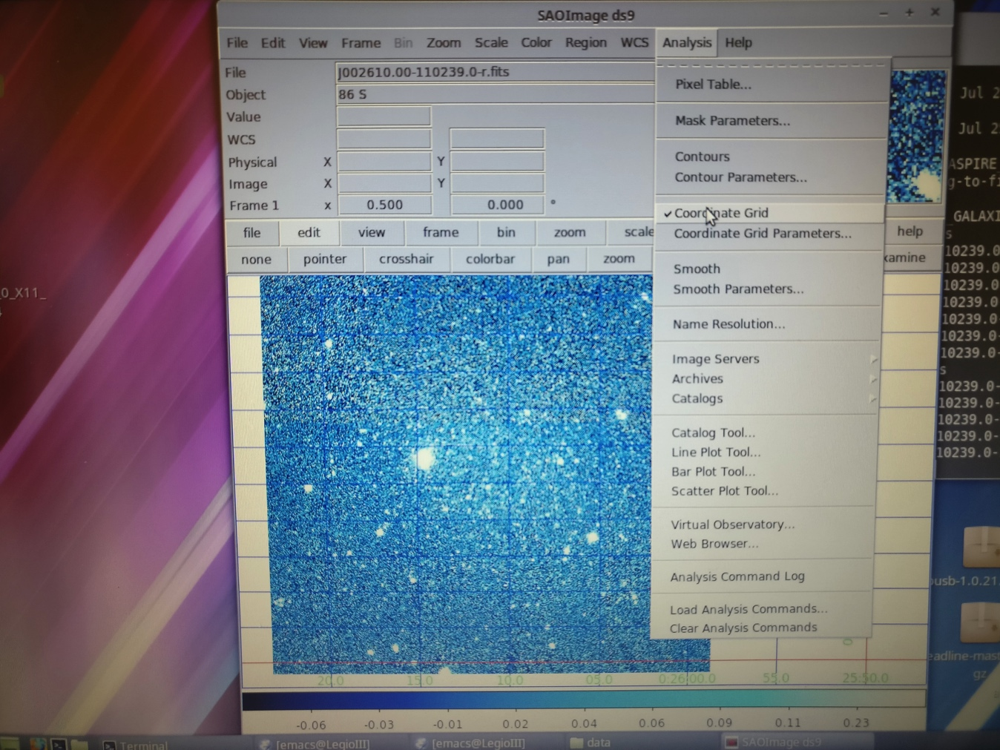 SAOImage ds9
File Edit View Frame Bin Zoom Scale Color Region WCS Analysis Help
File J002610.00-110239.0-r.fits
Object 86 S
Value
WCS
Physical X Y
Image X Y
Frame 1 x 0.500 0.000 °
file edit view frame bin zoom scale help
none pointer crosshair colorbar pan zoom xamine
Pixel Table...
Mask Parameters...
Contours
Contour Parameters...
Coordinate Grid
Coordinate Grid Parameters...
Smooth
Smooth Parameters...
Name Resolution...
Image Servers
Archives
Catalogs
Catalog Tool...
Line Plot Tool...
Bar Plot Tool...
Scatter Plot Tool...
Virtual Observatory...
Web Browser...
Analysis Command Log
Load Analysis Commands...
Clear Analysis Commands
20.0 15.0 10.0 05.0 0:26:00.0 55.0 25:50.0
-0.06 -0.03 -0.01 0.02 0.04 0.06 0.09 0.11 0.23
0_X11_
Jul 2
Jul 2
ASPIRE
g-to-fi
_GALAXI
s
10239.0
10239.0
10239.0
10239.0
10239.0-
10239.0
10239.0
s
10239.0-
10239.0-
10239.0-
10239.0-
10239.0-
usb-1.0.21.
eadline-mast
gz
Terminal [emacs@LegioIII] [emacs@LegioIII] data SAOImage ds9